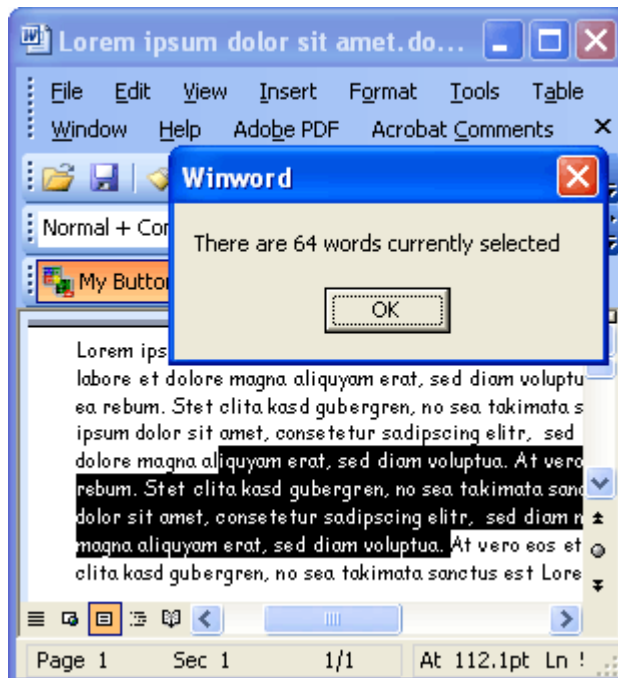 Lorem ipsum dolor sit amet.do...
File Edit View Insert Format Tools Table
Window Help Adobe PDF Acrobat Comments
Winword
Normal + Cor
There are 64 words currently selected
My Butto
OK
Lorem ips
labore et dolore magna aliquyam erat, sed diam voluptu
ea rebum. Stet clita kasd gubergren, no sea takimata s
ipsum dolor sit amet, consetetur sadipscing elitr, sed
dolore magna aliquyam erat, sed diam voluptua. At vero
rebum. Stet clita kasd gubergren, no sea takimata sanc
dolor sit amet, consetetur sadipscing elitr, sed diam n
magna aliquyam erat, sed diam voluptua. At vero eos et
clita kasd gubergren, no sea takimata sanctus est Lore
Page 1 Sec 1 1/1 At 112.1pt Ln